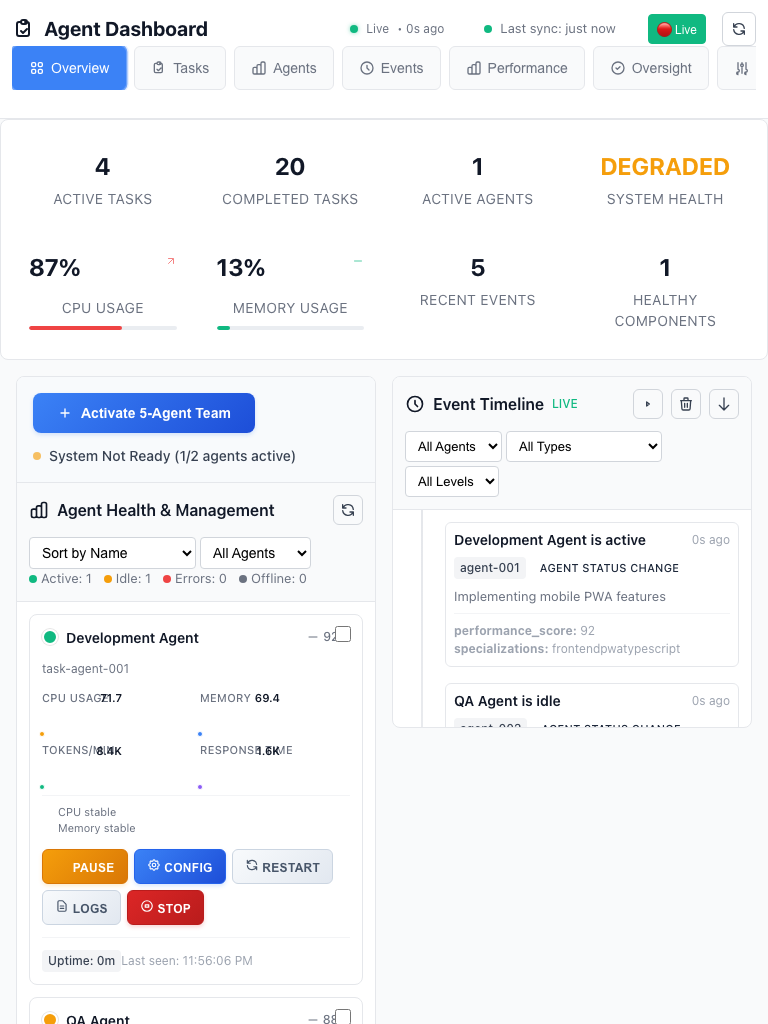 Agent Dashboard
Live • 0s ago
Last sync: just now
Live
Overview
Tasks
Agents
Events
Performance
Oversight
4
ACTIVE TASKS
20
COMPLETED TASKS
1
ACTIVE AGENTS
DEGRADED
SYSTEM HEALTH
87%
CPU USAGE
13%
MEMORY USAGE
5
RECENT EVENTS
1
HEALTHY
COMPONENTS
Activate 5-Agent Team
System Not Ready (1/2 agents active)
Agent Health & Management
Sort by Name
All Agents
Active: 1 Idle: 1 Errors: 0 Offline: 0
Development Agent
— 92
task-agent-001
CPU USAGE 71.7
MEMORY 69.4
TOKENS/MIN 8.4K
RESPONSE TIME 1.6K
CPU stable
Memory stable
PAUSE
CONFIG
RESTART
LOGS
STOP
Uptime: 0m Last seen: 11:56:06 PM
QA Agent
— 88
Event Timeline LIVE
All Agents
All Types
All Levels
Development Agent is active 0s ago
agent-001 AGENT STATUS CHANGE
Implementing mobile PWA features
performance_score: 92
specializations: frontendpwatypescript
QA Agent is idle 0s ago
agent-002 AGENT STATUS CHANGE